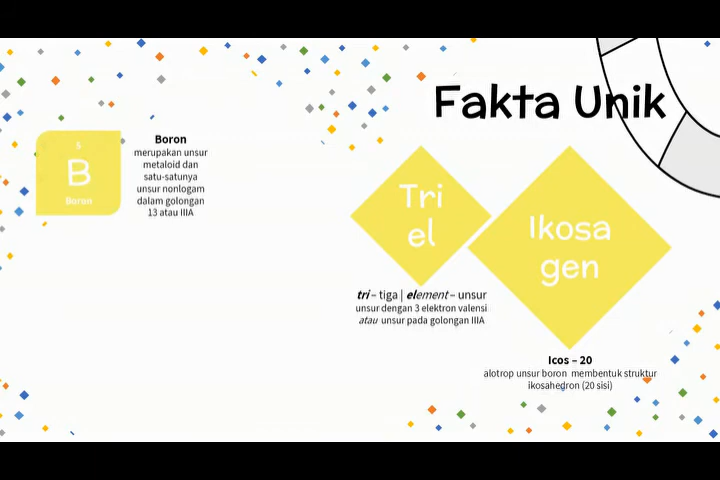 Fakta Unik
5
B
Boron
Boron
merupakan unsur
metaloid dan
satu-satunya
unsur nonlogam
dalam golongan
13 atau IIIA
Tri
el
tri – tiga | element – unsur
unsur dengan 3 elektron valensi
atau unsur pada golongan IIIA
Ikosa
gen
Icos – 20
alotrop unsur boron membentuk struktur
ikosahedron (20 sisi)